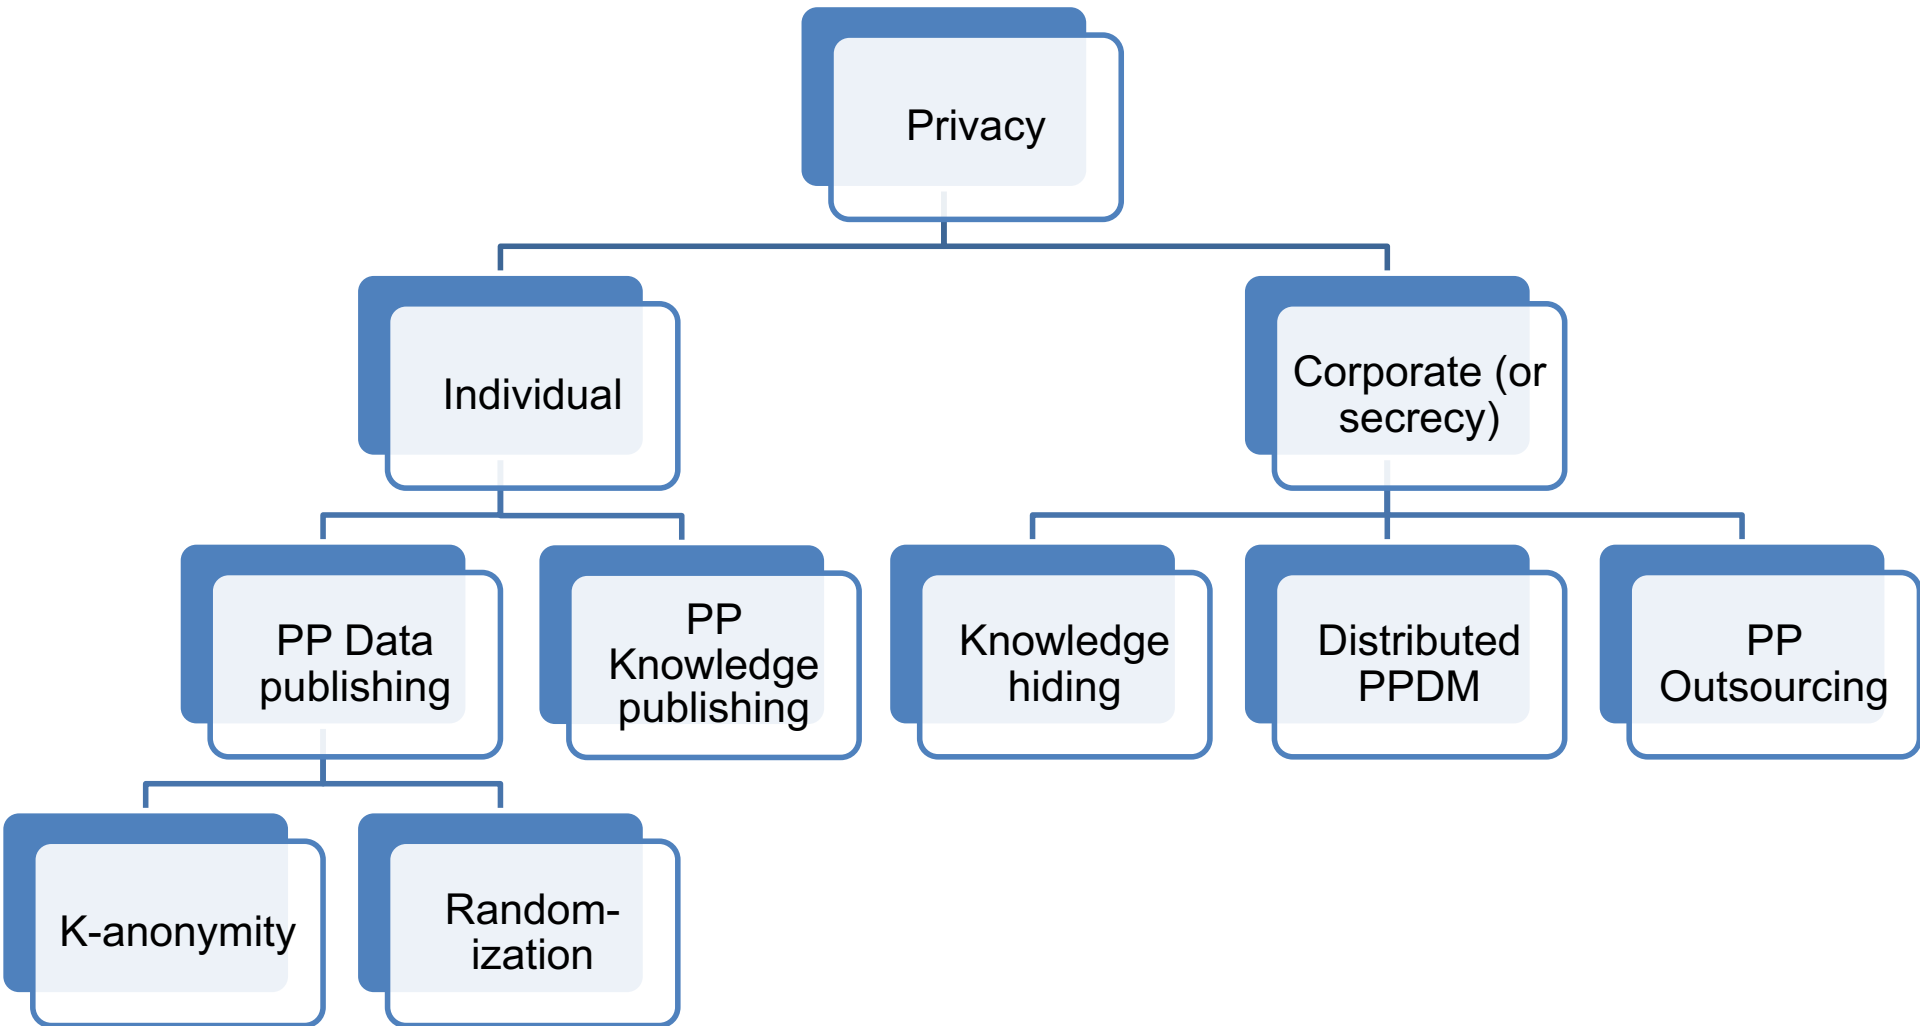 Privacy
Individual
Corporate (or
secrecy)
PP Data
publishing
PP
Knowledge
publishing
Knowledge
hiding
Distributed
PPDM
PP
Outsourcing
K-anonymity
Random-
ization